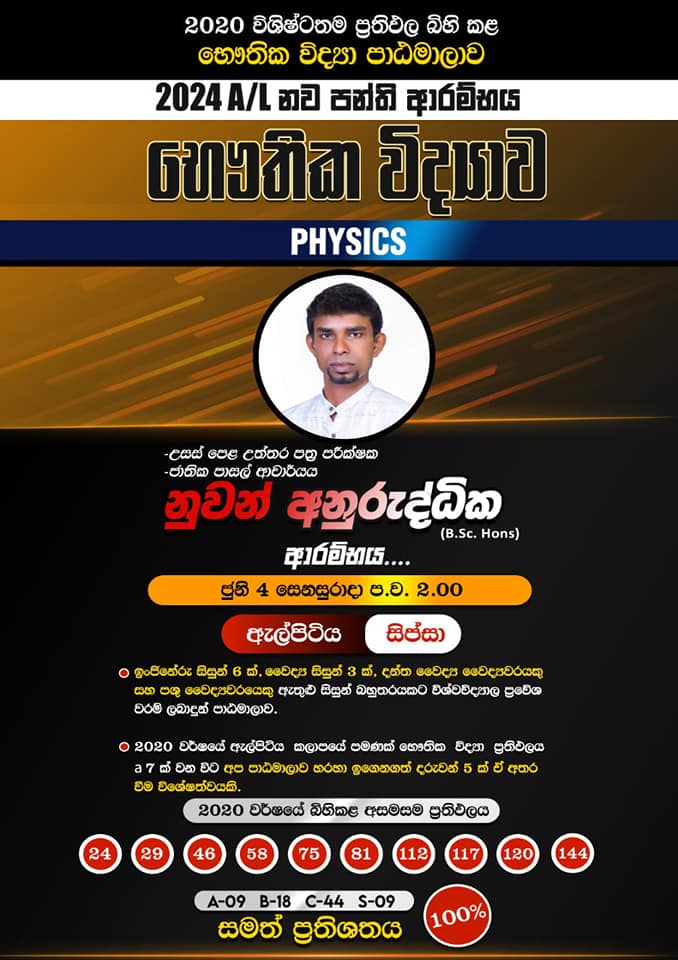 2020 විශිෂ්ටතම ප්‍රතිඵල බිහි කළ
භෞතික විද්‍යා පාඨමාලාව
2024 A/L නව පන්ති ආරම්භය
භෞතික විද්‍යාව
PHYSICS
-උසස් පෙළ උත්තර පත්‍ර පරීක්ෂක
-ජාතික පාසල් ආචාර්යය
නුවන් අනුරුද්ධික
(B.Sc. Hons)
ආරම්භය....
ජුනි 4 සෙනසුරාදා ප.ව. 2.00
ඇල්පිටිය සිප්සා
ඉංජිනේරු සිසුන් 6 ක්, වෛද්‍ය සිසුන් 3 ක්, දන්ත වෛද්‍ය වෛද්‍යවරයකු
සහ පශු වෛද්‍යවරයෙකු ඇතුළු සිසුන් බහුතරයකට විශ්වවිද්‍යාල ප්‍රවේශ
වරම් ලබාදුන් පාඨමාලාව.
2020 වර්ෂයේ ඇල්පිටිය කලාපයේ පමණක් භෞතික විද්‍යා ප්‍රතිඵලය
a 7 ක් වන විට අප පාඨමාලාව හරහා ඉගෙනගත් දරුවන් 5 ක් ඒ අතර
වීම විශේෂත්වයකි.
2020 වර්ෂයේ බිහිකළ අසමසම ප්‍රතිඵලය
24 29 46 58 75 81 112 117 120 144
A-09 B-18 C-44 S-09
සමත් ප්‍රතිශතය 100%